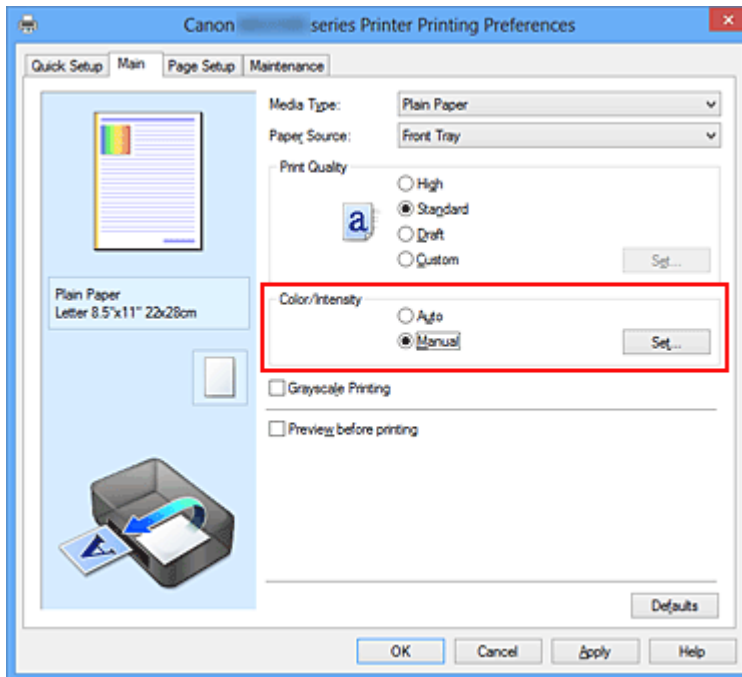 Canon series Printer Printing Preferences
Quick Setup Main Page Setup Maintenance
Media Type: Plain Paper
Paper Source: Front Tray
Print Quality
High
a Standard
Draft
Custom Set...
Plain Paper
Letter 8.5"x11" 22x28cm
Color/Intensity
Auto
Manual Set...
Grayscale Printing
Preview before printing
A
Defaults
OK Cancel Apply Help